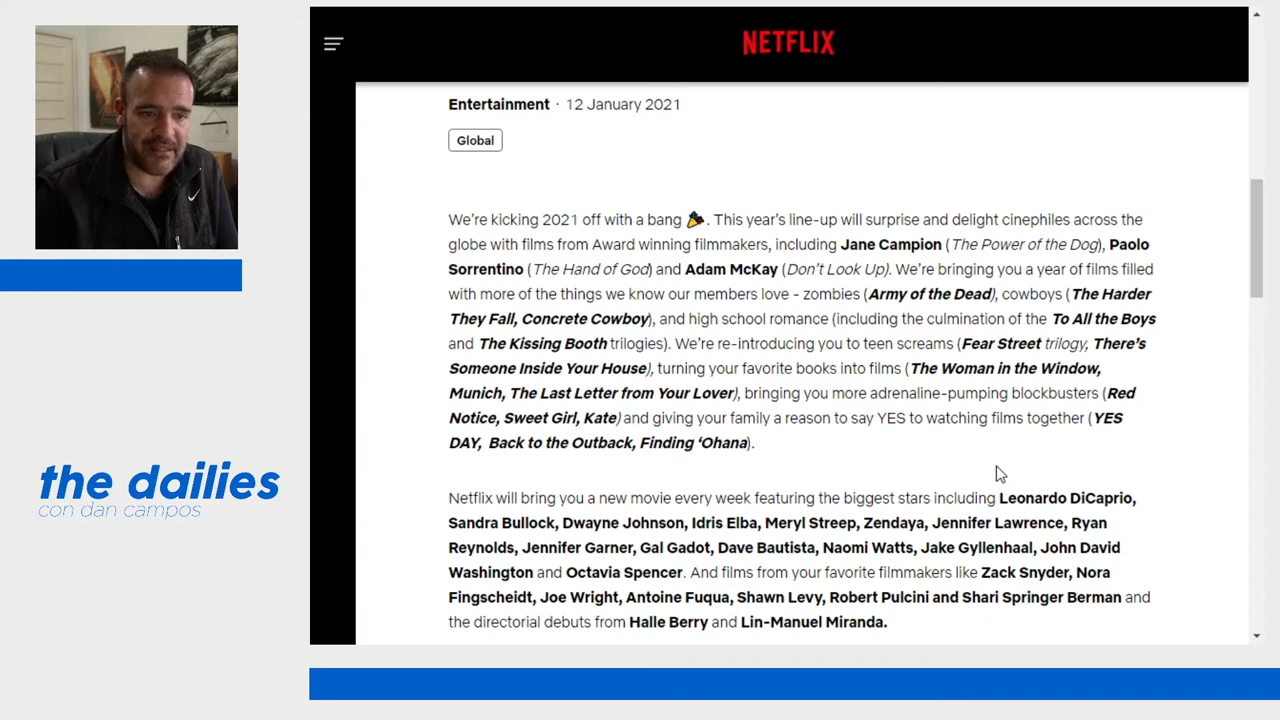 NETFLIX
Entertainment · 12 January 2021
Global
We're kicking 2021 off with a bang 🎉. This year's line-up will surprise and delight cinephiles across the
globe with films from Award winning filmmakers, including Jane Campion (The Power of the Dog), Paolo
Sorrentino (The Hand of God) and Adam McKay (Don't Look Up). We're bringing you a year of films filled
with more of the things we know our members love - zombies (Army of the Dead), cowboys (The Harder
They Fall, Concrete Cowboy), and high school romance (including the culmination of the To All the Boys
and The Kissing Booth trilogies). We're re-introducing you to teen screams (Fear Street trilogy, There's
Someone Inside Your House), turning your favorite books into films (The Woman in the Window,
Munich, The Last Letter from Your Lover), bringing you more adrenaline-pumping blockbusters (Red
Notice, Sweet Girl, Kate) and giving your family a reason to say YES to watching films together (YES
DAY, Back to the Outback, Finding ‘Ohana).
Netflix will bring you a new movie every week featuring the biggest stars including Leonardo DiCaprio,
Sandra Bullock, Dwayne Johnson, Idris Elba, Meryl Streep, Zendaya, Jennifer Lawrence, Ryan
Reynolds, Jennifer Garner, Gal Gadot, Dave Bautista, Naomi Watts, Jake Gyllenhaal, John David
Washington and Octavia Spencer. And films from your favorite filmmakers like Zack Snyder, Nora
Fingscheidt, Joe Wright, Antoine Fuqua, Shawn Levy, Robert Pulcini and Shari Springer Berman and
the directorial debuts from Halle Berry and Lin-Manuel Miranda.
the dailies
con dan campos